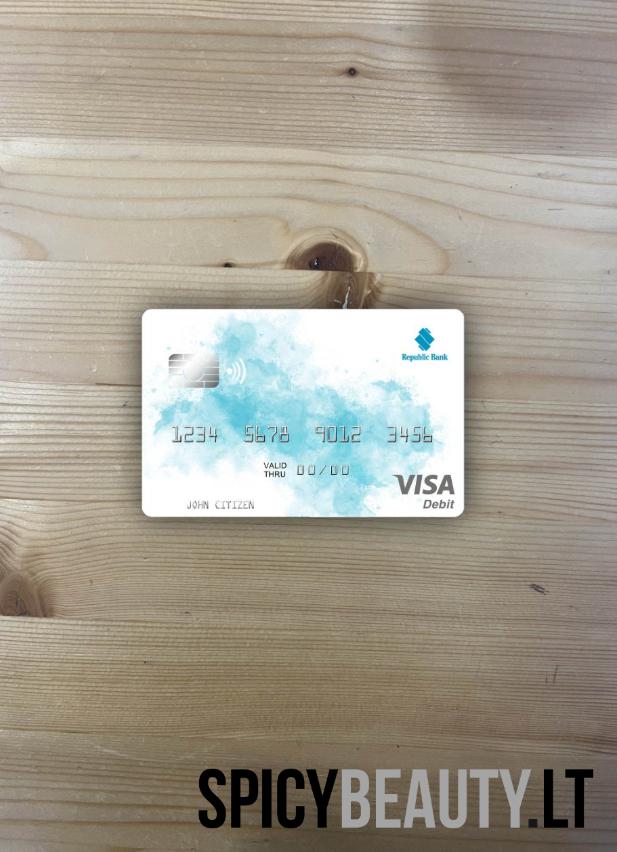 Republic Bank
1234 5678 9012 3456
VALID THRU 00/00
JOHN CITIZEN
VISA
Debit
SPICYBEAUTY.LT